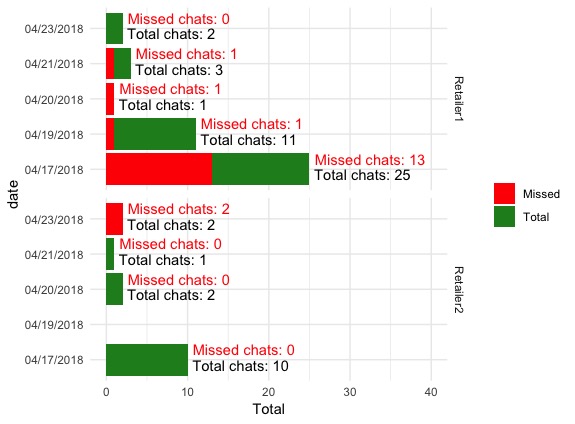 04/23/2018
Missed chats: 0
Total chats: 2
04/21/2018
Missed chats: 1
Total chats: 3
04/20/2018
Missed chats: 1
Total chats: 1
04/19/2018
Missed chats: 1
Total chats: 11
04/17/2018
Missed chats: 13
Total chats: 25
Retailer1
date
04/23/2018
Missed chats: 2
Total chats: 2
04/21/2018
Missed chats: 0
Total chats: 1
04/20/2018
Missed chats: 0
Total chats: 2
04/19/2018
04/17/2018
Missed chats: 0
Total chats: 10
Retailer2
0 10 20 30 40
Total
Missed
Total